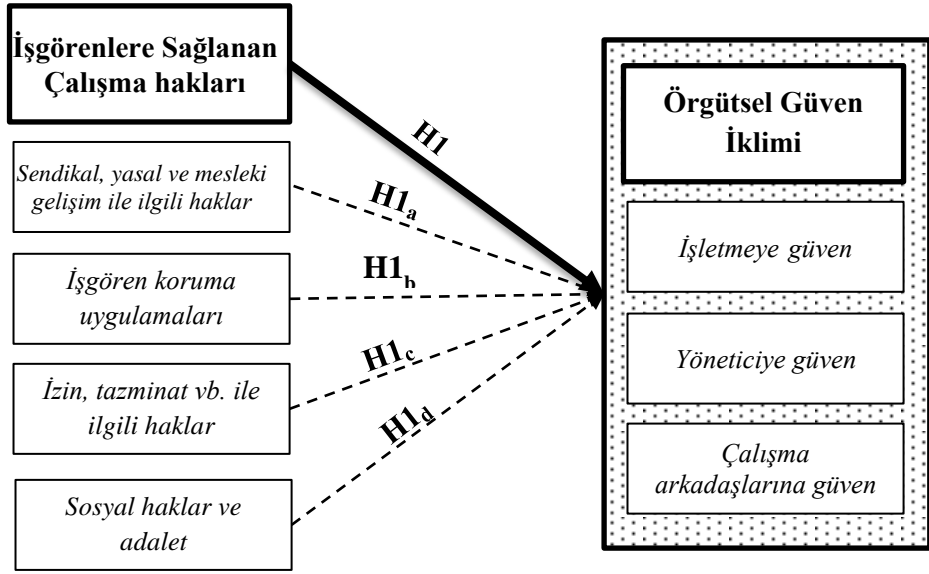 İşgörenlere Sağlanan
Çalışma hakları
Sendikal, yasal ve mesleki
gelişim ile ilgili haklar
İşgören koruma
uygulamaları
İzin, tazminat vb. ile
ilgili haklar
Sosyal haklar ve
adalet
H1
H1a
H1b
H1c
H1d
Örgütsel Güven
İklimi
İşletmeye güven
Yöneticiye güven
Çalışma
arkadaşlarına güven